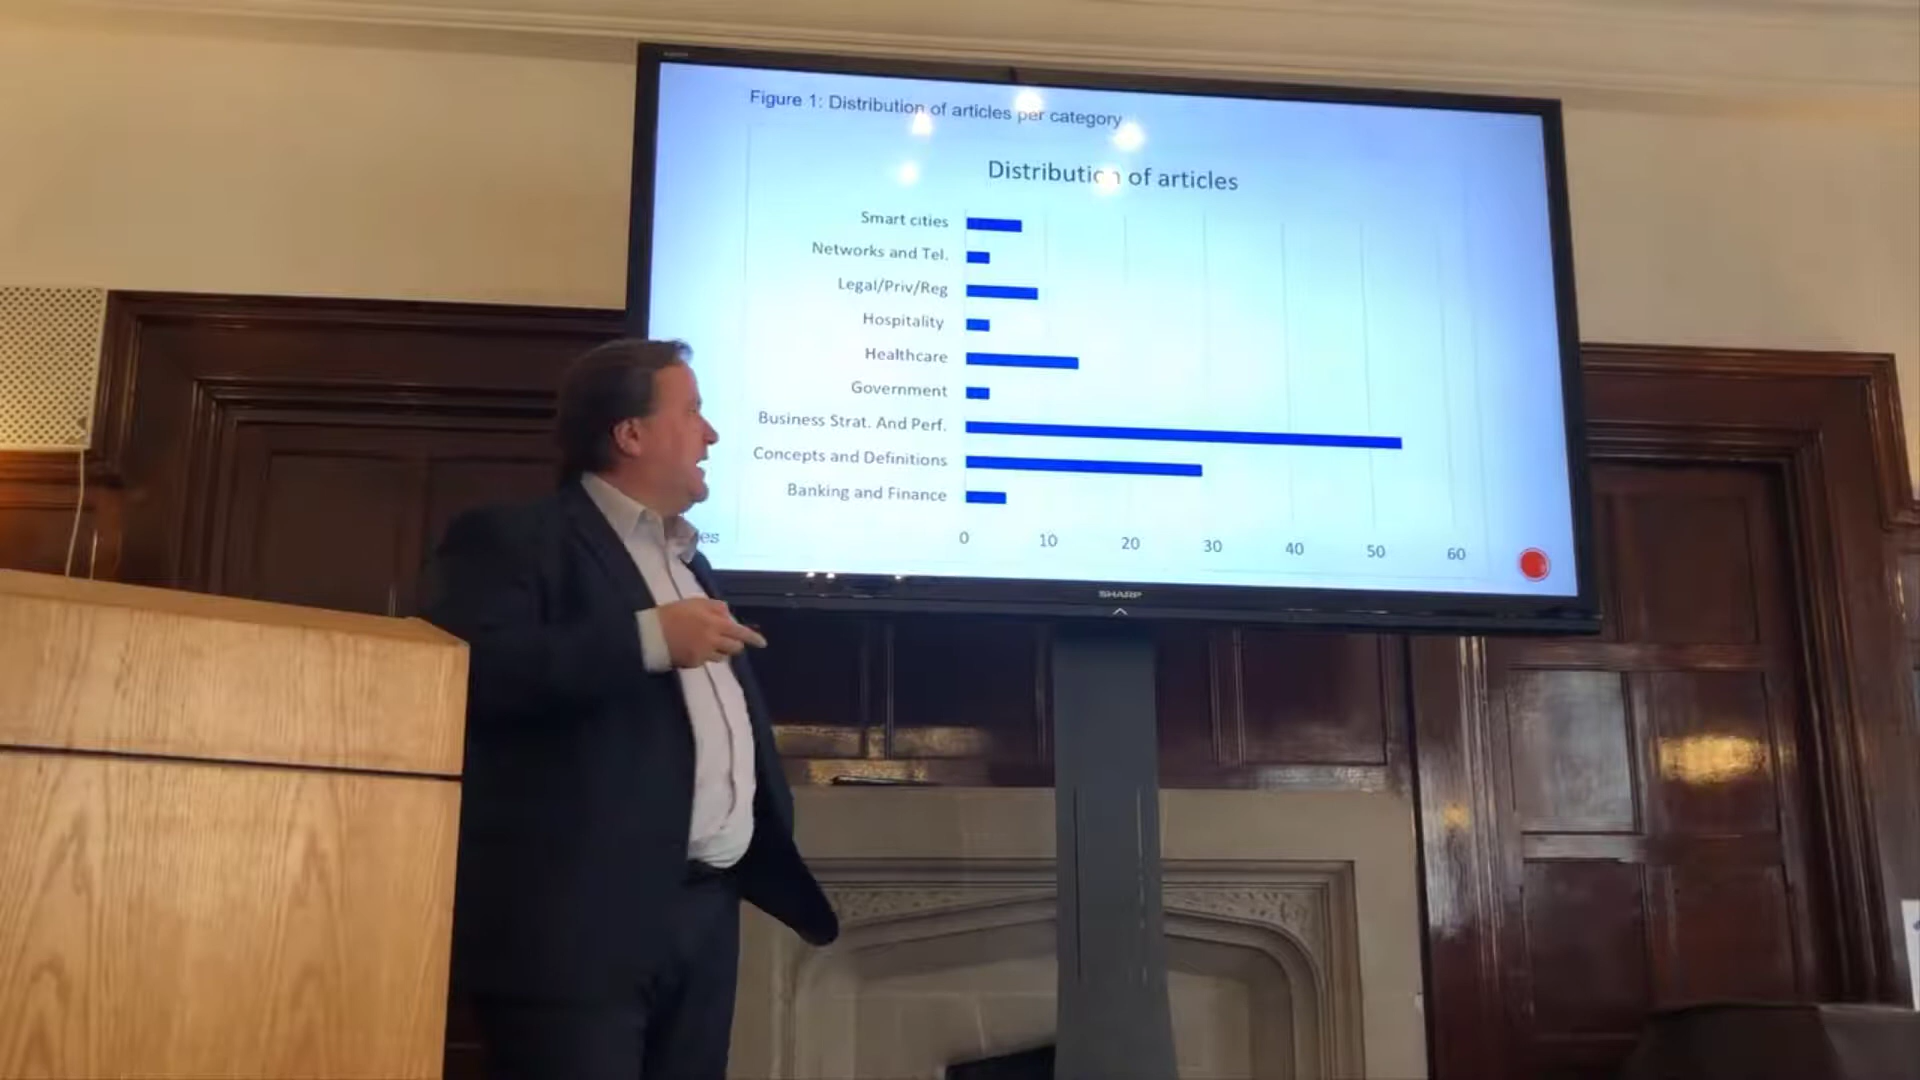 Figure 1: Distribution of articles per category
Distribution of articles
Smart cities
Networks and Tel.
Legal/Priv/Reg
Hospitality
Healthcare
Government
Business Strat. And Perf.
Concepts and Definitions
Banking and Finance
0 10 20 30 40 50 60
es
SHARP